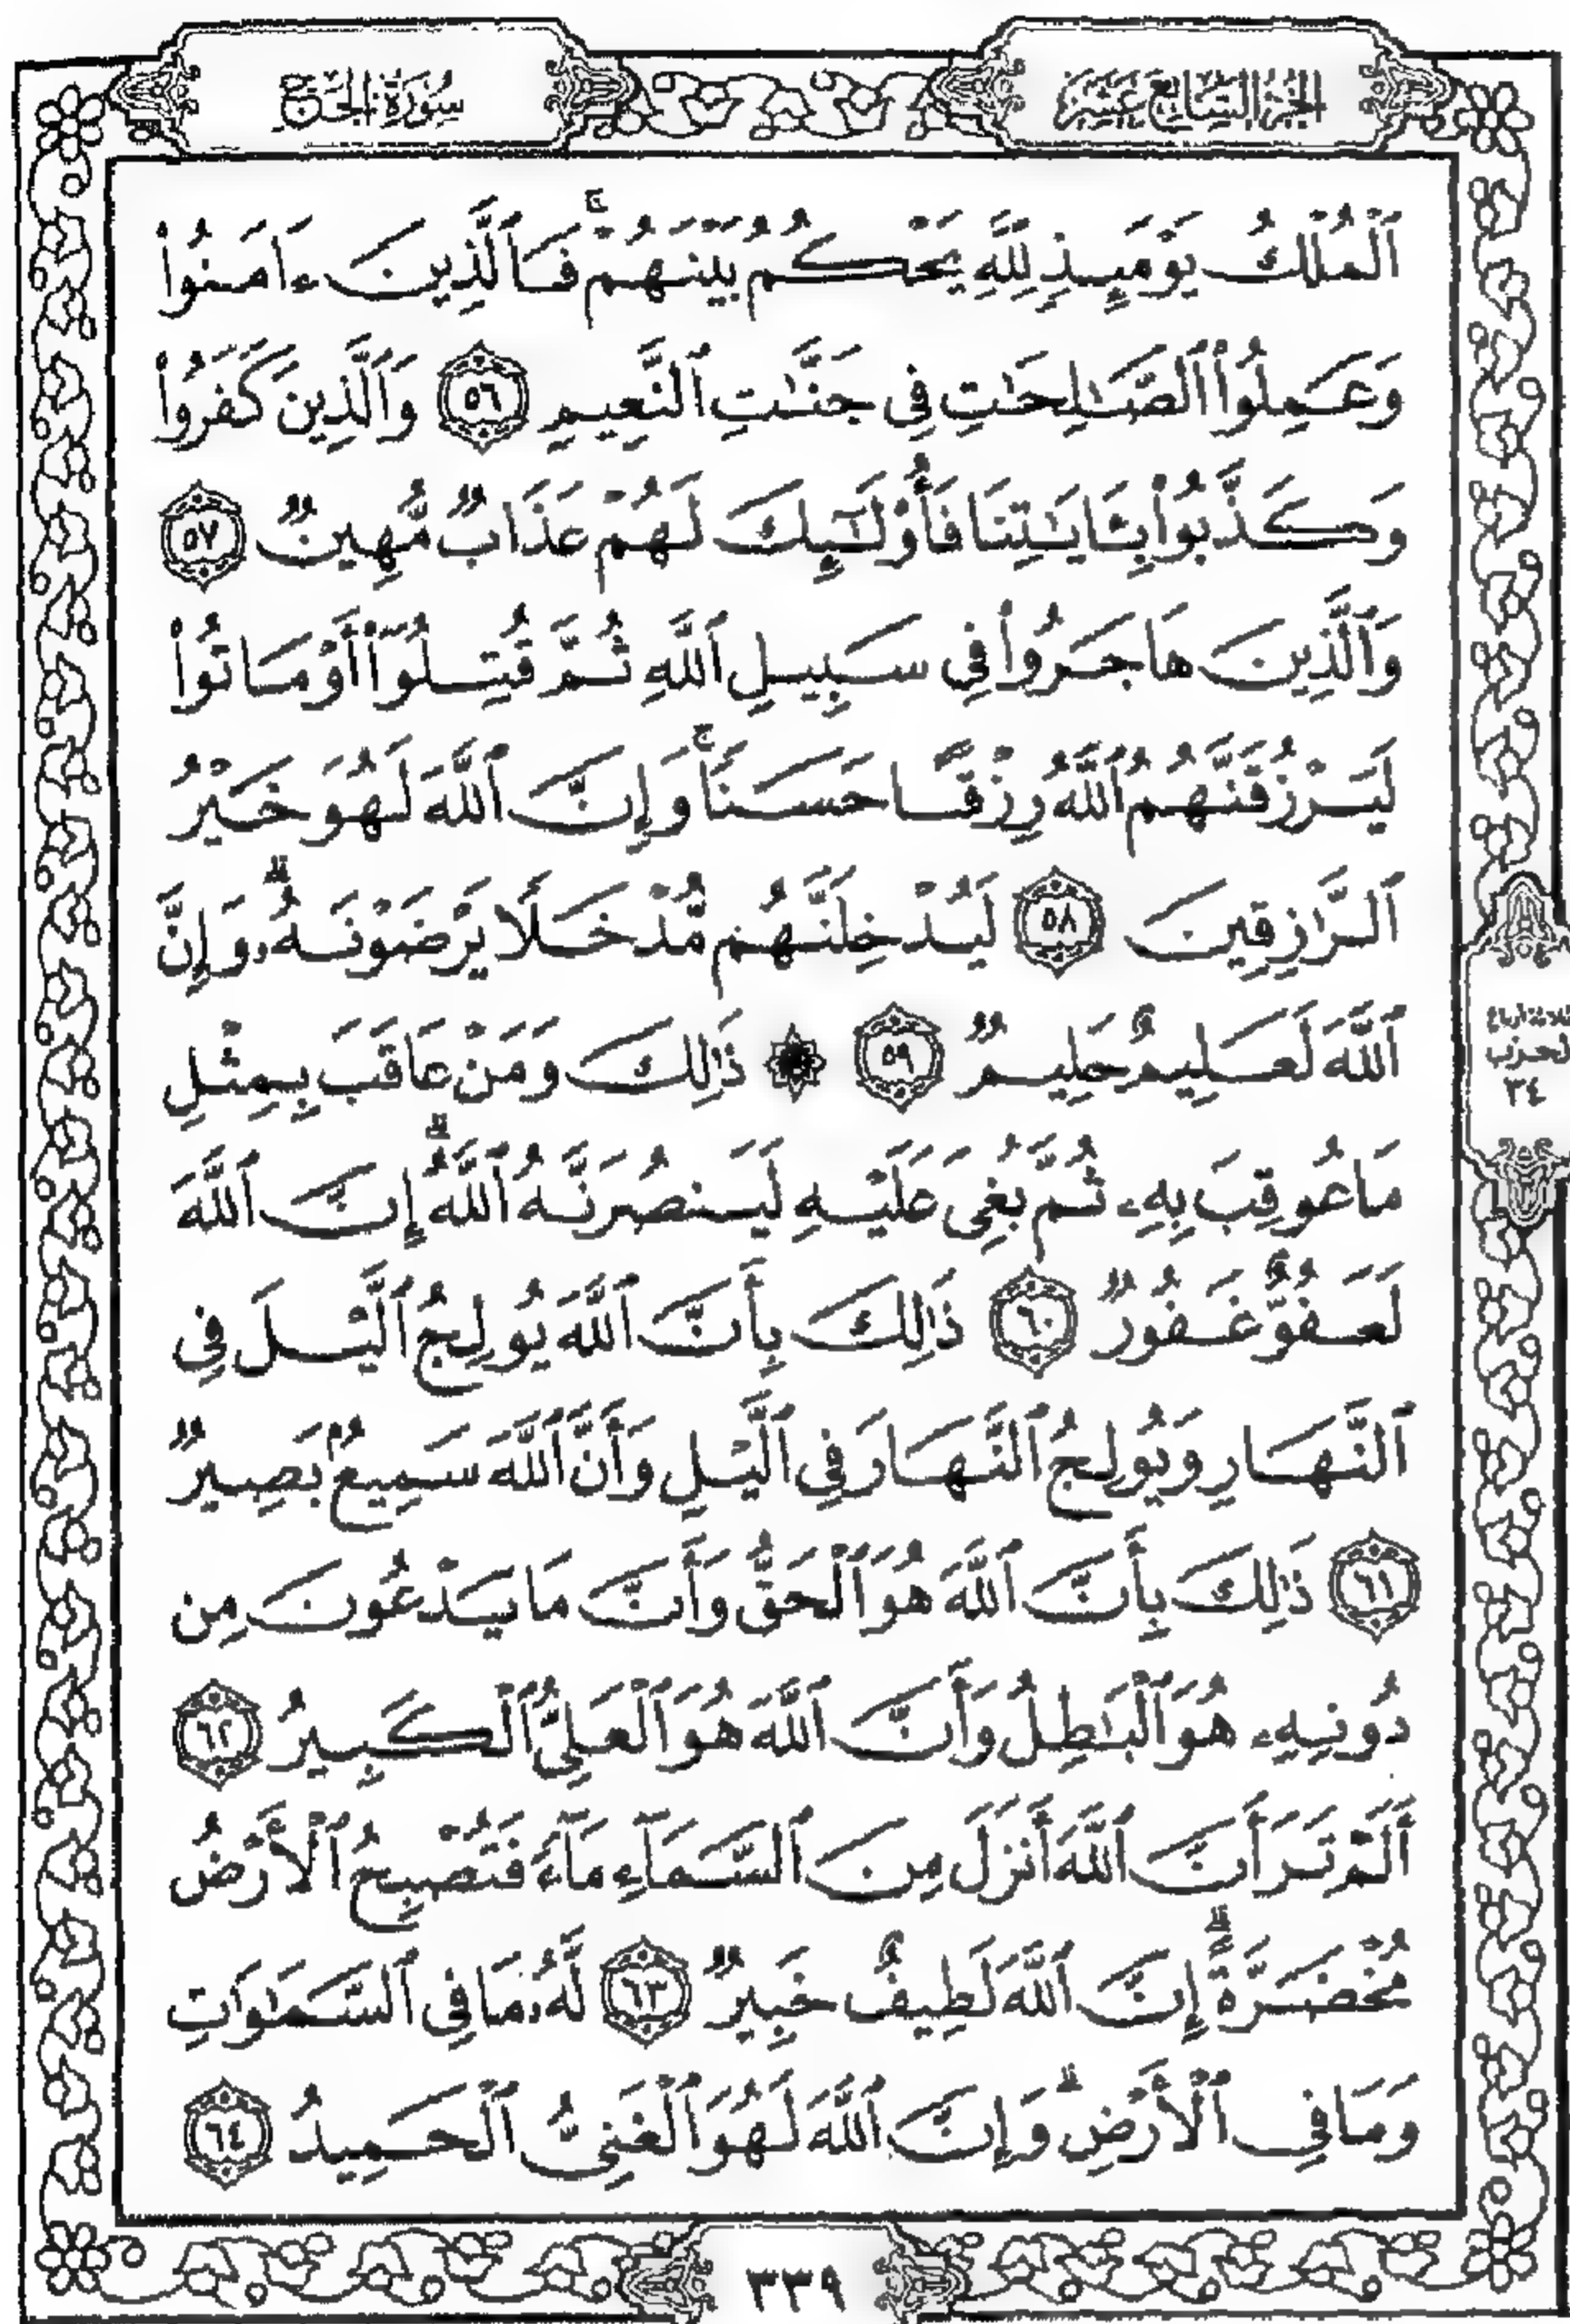 الجزء السابع عشر
سورة الحج
ٱلْمُلْكُ يَوْمَئِذٍ لِّلَّهِ يَحْكُمُ بَيْنَهُمْ ۚ فَٱلَّذِينَ ءَامَنُوا۟
وَعَمِلُوا۟ ٱلصَّـٰلِحَـٰتِ فِى جَنَّـٰتِ ٱلنَّعِيمِ ٥٦ وَٱلَّذِينَ كَفَرُوا۟
وَكَذَّبُوا۟ بِـَٔايَـٰتِنَا فَأُو۟لَـٰٓئِكَ لَهُمْ عَذَابٌ مُّهِينٌ ٥٧
وَٱلَّذِينَ هَاجَرُوا۟ فِى سَبِيلِ ٱللَّهِ ثُمَّ قُتِلُوٓا۟ أَوْ مَاتُوا۟
لَيَرْزُقَنَّهُمُ ٱللَّهُ رِزْقًا حَسَنًا ۚ وَإِنَّ ٱللَّهَ لَهُوَ خَيْرُ
ٱلرَّٰزِقِينَ ٥٨ لَيُدْخِلَنَّهُم مُّدْخَلًا يَرْضَوْنَهُۥ ۗ وَإِنَّ
ٱللَّهَ لَعَلِيمٌ حَلِيمٌ ٥٩ ۞ ذَٰلِكَ وَمَنْ عَاقَبَ بِمِثْلِ
مَا عُوقِبَ بِهِۦ ثُمَّ بُغِىَ عَلَيْهِ لَيَنصُرَنَّهُ ٱللَّهُ ۗ إِنَّ ٱللَّهَ
لَعَفُوٌّ غَفُورٌ ٦٠ ذَٰلِكَ بِأَنَّ ٱللَّهَ يُولِجُ ٱلَّيْلَ فِى
ٱلنَّهَارِ وَيُولِجُ ٱلنَّهَارَ فِى ٱلَّيْلِ وَأَنَّ ٱللَّهَ سَمِيعٌۢ بَصِيرٌ
٦١ ذَٰلِكَ بِأَنَّ ٱللَّهَ هُوَ ٱلْحَقُّ وَأَنَّ مَا يَدْعُونَ مِن
دُونِهِۦ هُوَ ٱلْبَـٰطِلُ وَأَنَّ ٱللَّهَ هُوَ ٱلْعَلِىُّ ٱلْكَبِيرُ ٦٢
أَلَمْ تَرَ أَنَّ ٱللَّهَ أَنزَلَ مِنَ ٱلسَّمَآءِ مَآءً فَتُصْبِحُ ٱلْأَرْضُ
مُخْضَرَّةً ۗ إِنَّ ٱللَّهَ لَطِيفٌ خَبِيرٌ ٦٣ لَّهُۥ مَا فِى ٱلسَّمَـٰوَٰتِ
وَمَا فِى ٱلْأَرْضِ ۗ وَإِنَّ ٱللَّهَ لَهُوَ ٱلْغَنِىُّ ٱلْحَمِيدُ ٦٤
ثلاثة أرباع
الحزب
٣٤
٣٣٩